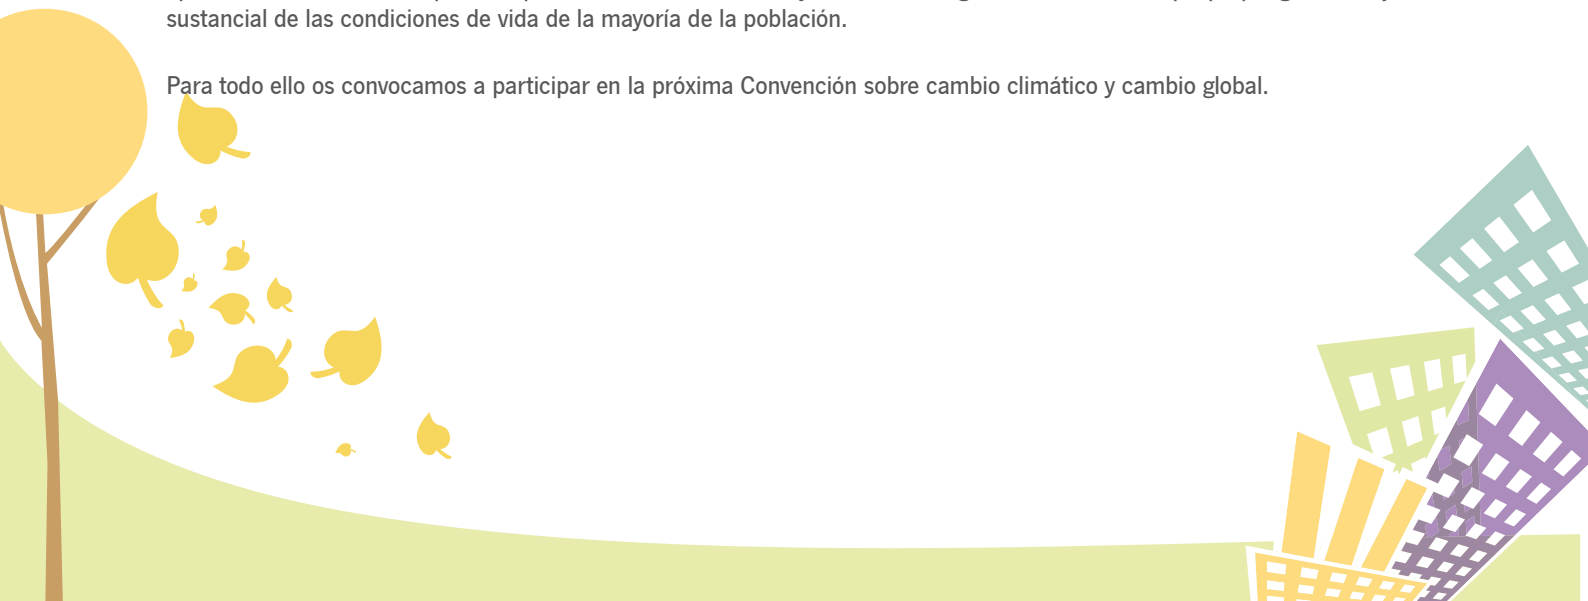 sustancial de las condiciones de vida de la mayoría de la población.
Para todo ello os convocamos a participar en la próxima Convención sobre cambio climático y cambio global.